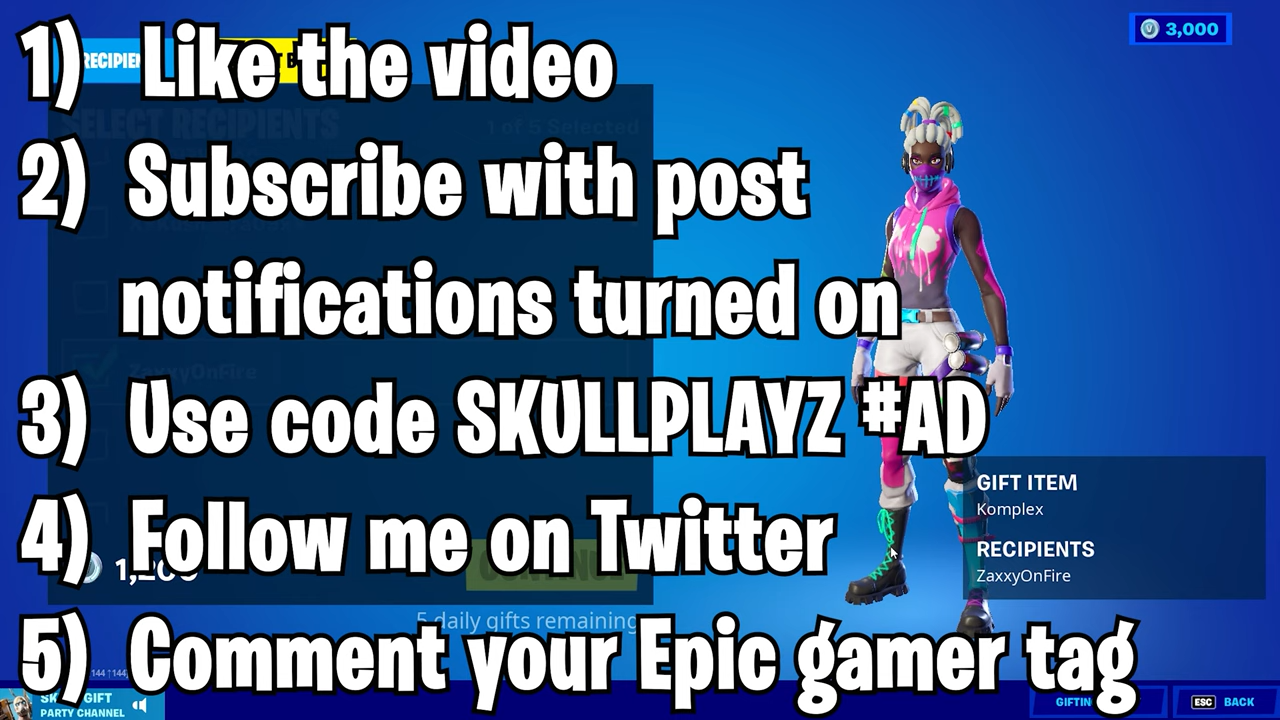 3,000
1) Like the video
SELECT RECIPIENTS
1 of 5 Selected
2) Subscribe with post
notifications turned on
ZaxxyOnFire
3) Use code SKULLPLAYZ #AD
GIFT ITEM
Komplex
4) Follow me on Twitter
RECIPIENTS
ZaxxyOnFire
1,200
5 daily gifts remaining
5) Comment your Epic gamer tag
GIFT
PARTY CHANNEL
ESC BACK